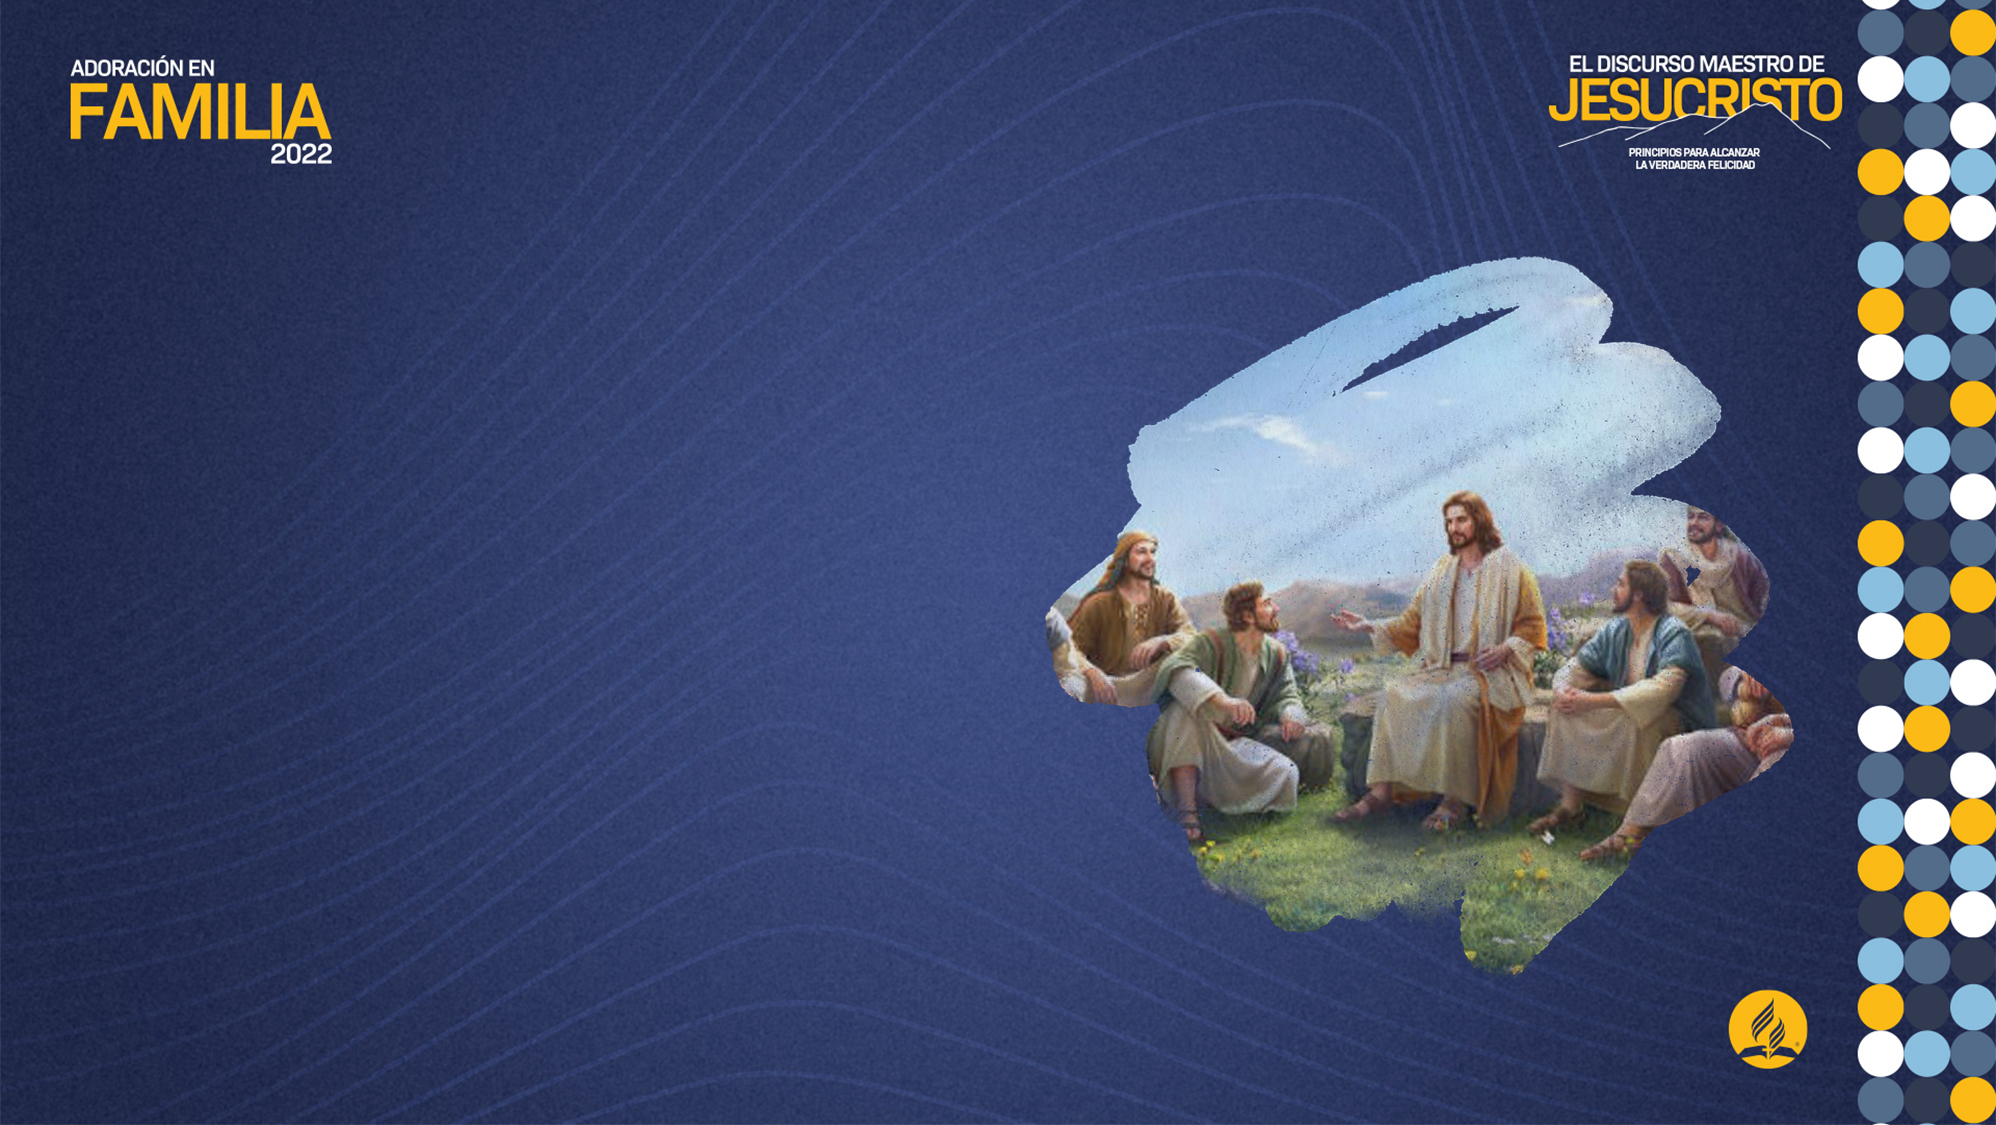 ADORACIÓN EN
FAMILIA
2022
EL DISCURSO MAESTRO DE
JESUCRISTO
PRINCIPIOS PARA ALCANZAR
LA VERDADERA FELICIDAD